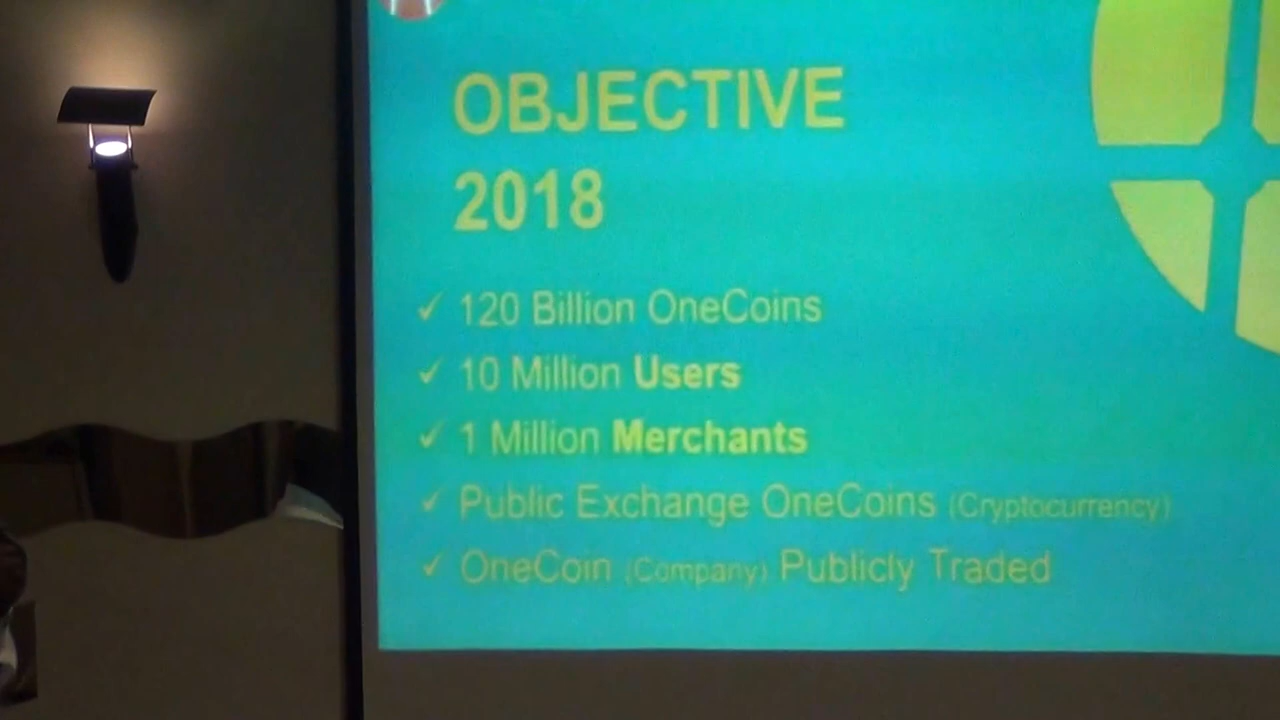 OBJECTIVE
2018
✓ 120 Billion OneCoins
✓ 10 Million Users
✓ 1 Million Merchants
✓ Public Exchange OneCoins (Cryptocurrency)
✓ OneCoin (Company) Publicly Traded